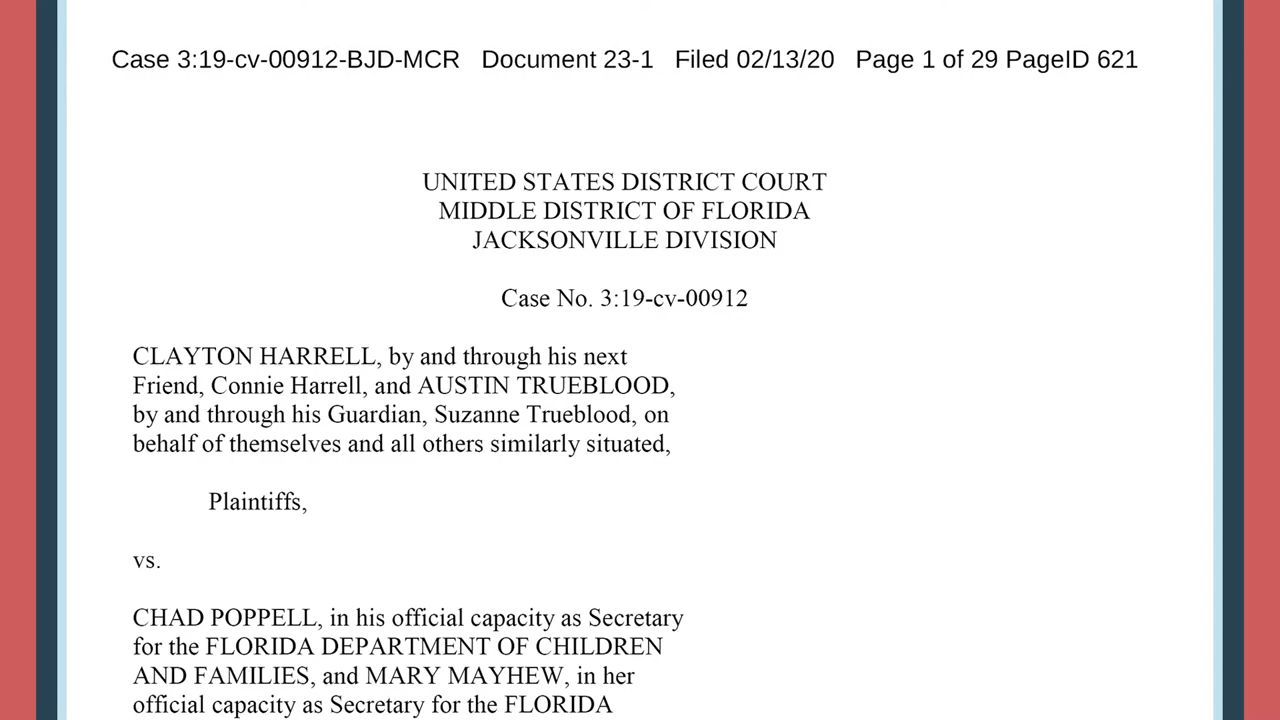 Case 3:19-cv-00912-BJD-MCR Document 23-1 Filed 02/13/20 Page 1 of 29 PageID 621
UNITED STATES DISTRICT COURT
MIDDLE DISTRICT OF FLORIDA
JACKSONVILLE DIVISION
Case No. 3:19-cv-00912
CLAYTON HARRELL, by and through his next
Friend, Connie Harrell, and AUSTIN TRUEBLOOD,
by and through his Guardian, Suzanne Trueblood, on
behalf of themselves and all others similarly situated,
Plaintiffs,
vs.
CHAD POPPELL, in his official capacity as Secretary
for the FLORIDA DEPARTMENT OF CHILDREN
AND FAMILIES, and MARY MAYHEW, in her
official capacity as Secretary for the FLORIDA